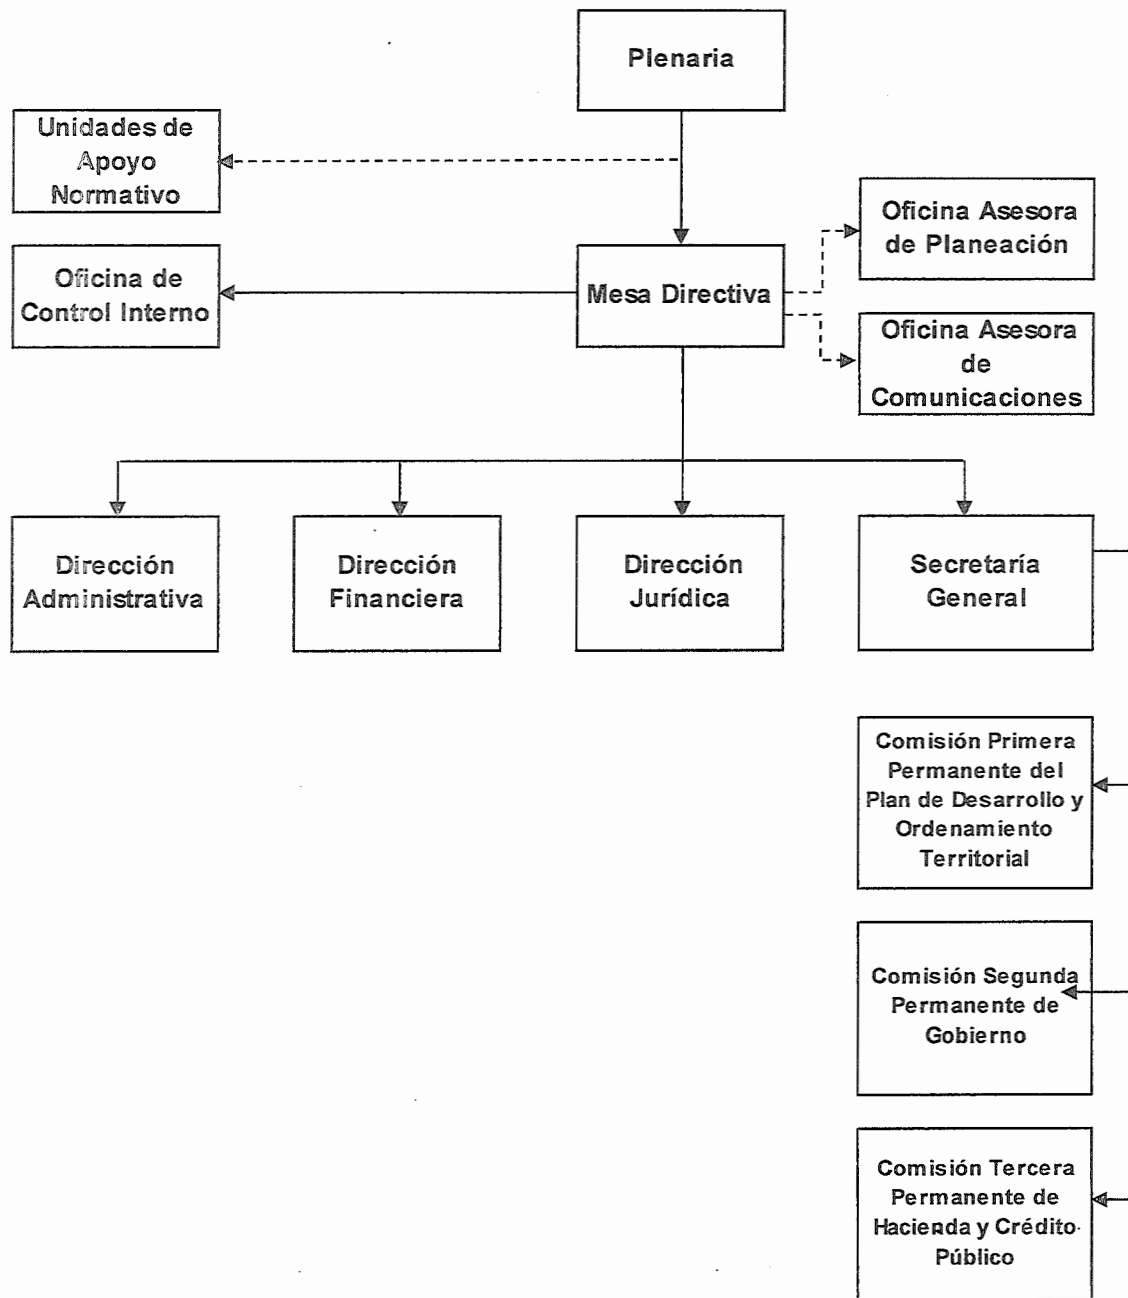 Plenaria
Unidades de
Apoyo
Normativo
Oficina Asesora
de Planeación
Oficina de
Control Interno
Mesa Directiva
Oficina Asesora
de
Comunicaciones
Dirección
Administrativa
Dirección
Financiera
Dirección
Jurídica
Secretaría
General
Comisión Primera
Permanente del
Plan de Desarrollo y
Ordenamiento
Territorial
Comisión Segunda
Permanente de
Gobierno
Comisión Tercera
Permanente de
Hacienda y Crédito
Público